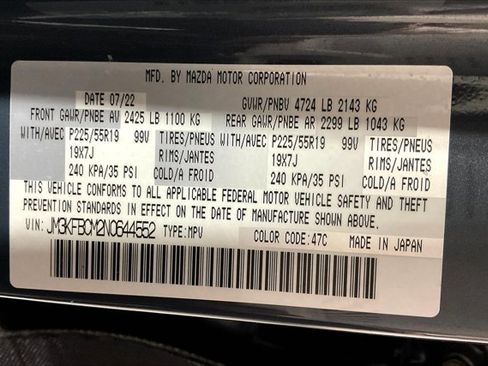 MFD. BY MAZDA MOTOR CORPORATION
DATE 07/22 GVWR/PNBV 4724 LB 2143 KG
FRONT GAWR/PNBE AV 2425 LB 1100 KG REAR GAWR/PNBE AR 2299 LB 1043 KG
WITH/AVEC P225/55R19 99V TIRES/PNEUS WITH/AVEC P225/55R19 99V TIRES/PNEUS
19X7J RIMS/JANTES 19X7J RIMS/JANTES
240 KPA/35 PSI COLD/A FROID 240 KPA/35 PSI COLD/A FROID
THIS VEHICLE CONFORMS TO ALL APPLICABLE FEDERAL MOTOR VEHICLE SAFETY AND THEFT
PREVENTION STANDARDS IN EFFECT ON THE DATE OF MANUFACTURE SHOWN ABOVE.
VIN: JM3KFBCM2N0644552 TYPE: MPV COLOR CODE: 47C MADE IN JAPAN